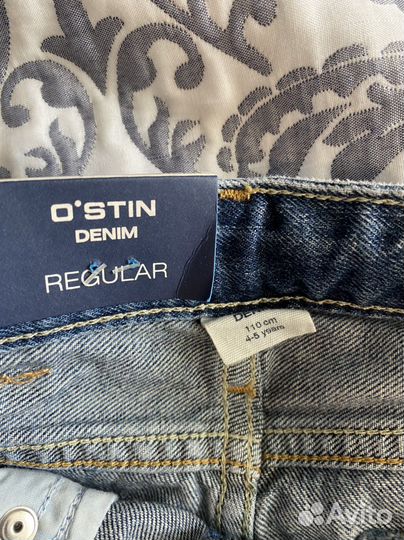 O'STIN
DENIM
REGULAR
110 cm
4-5 years
Avito